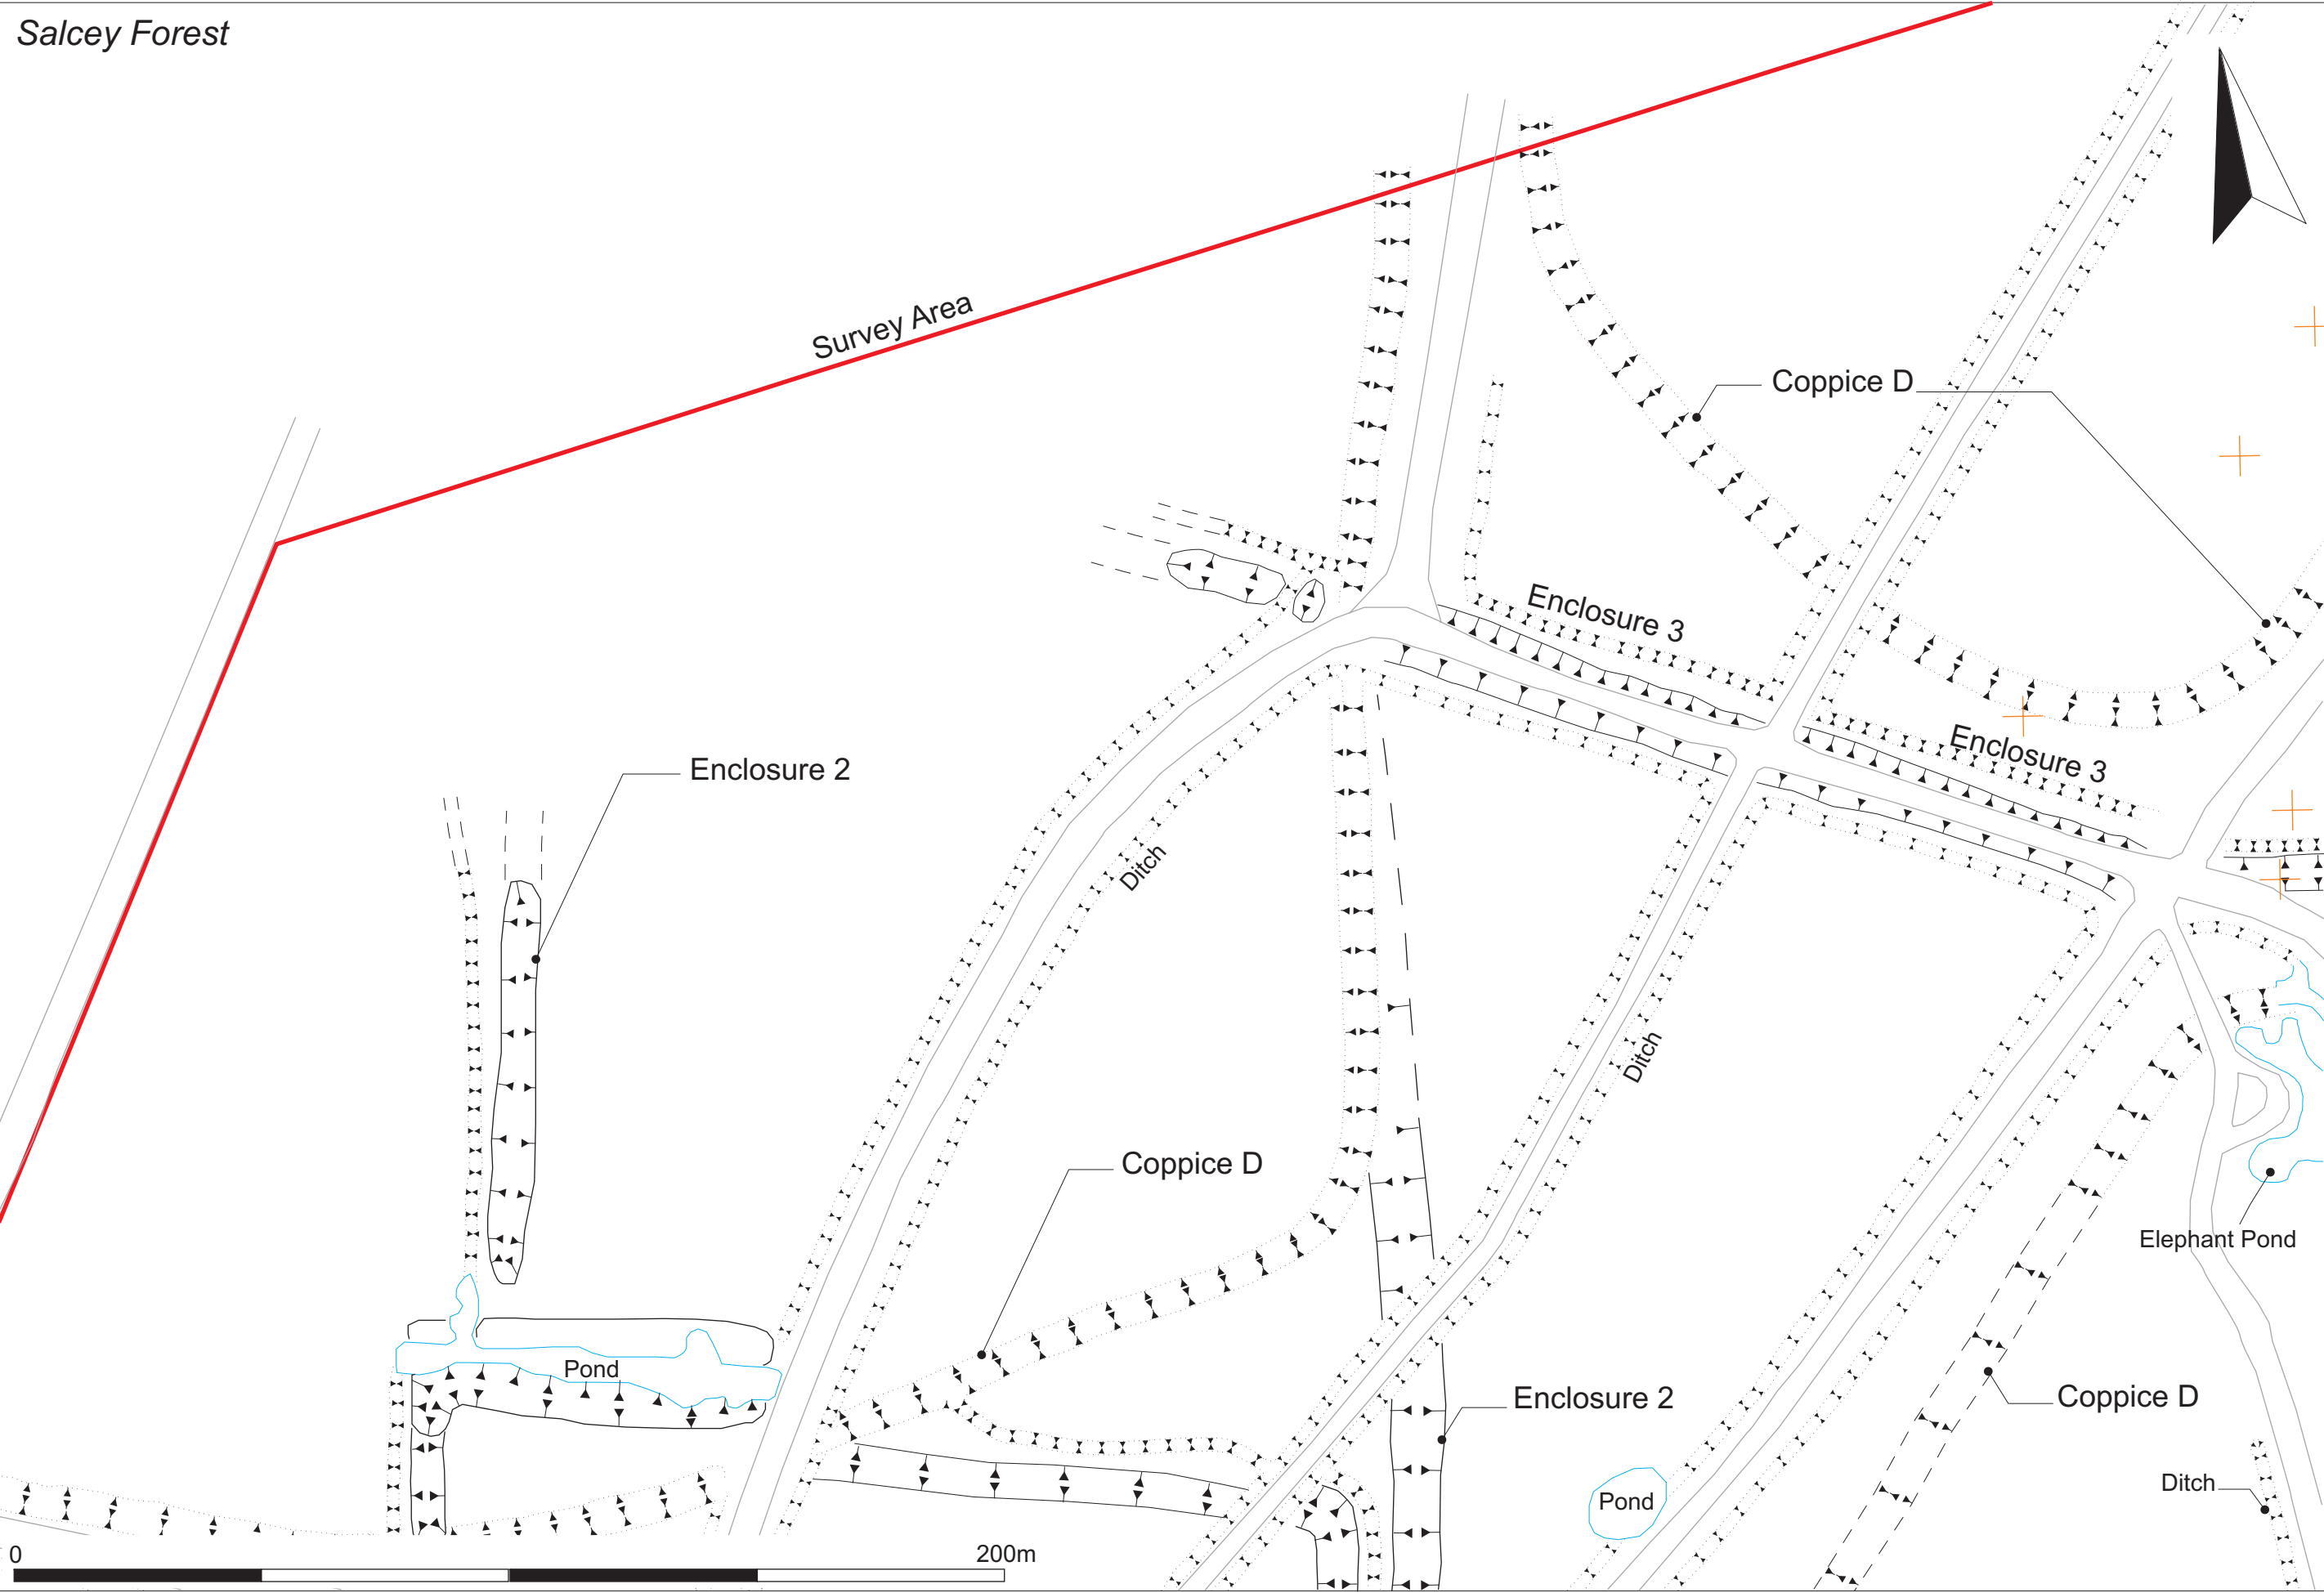 Salcey Forest
Survey Area
Coppice D
Enclosure 3
Enclosure 3
Enclosure 2
Ditch
Ditch
Coppice D
Elephant Pond
Pond
Enclosure 2
Coppice D
Ditch
Pond
0
200m